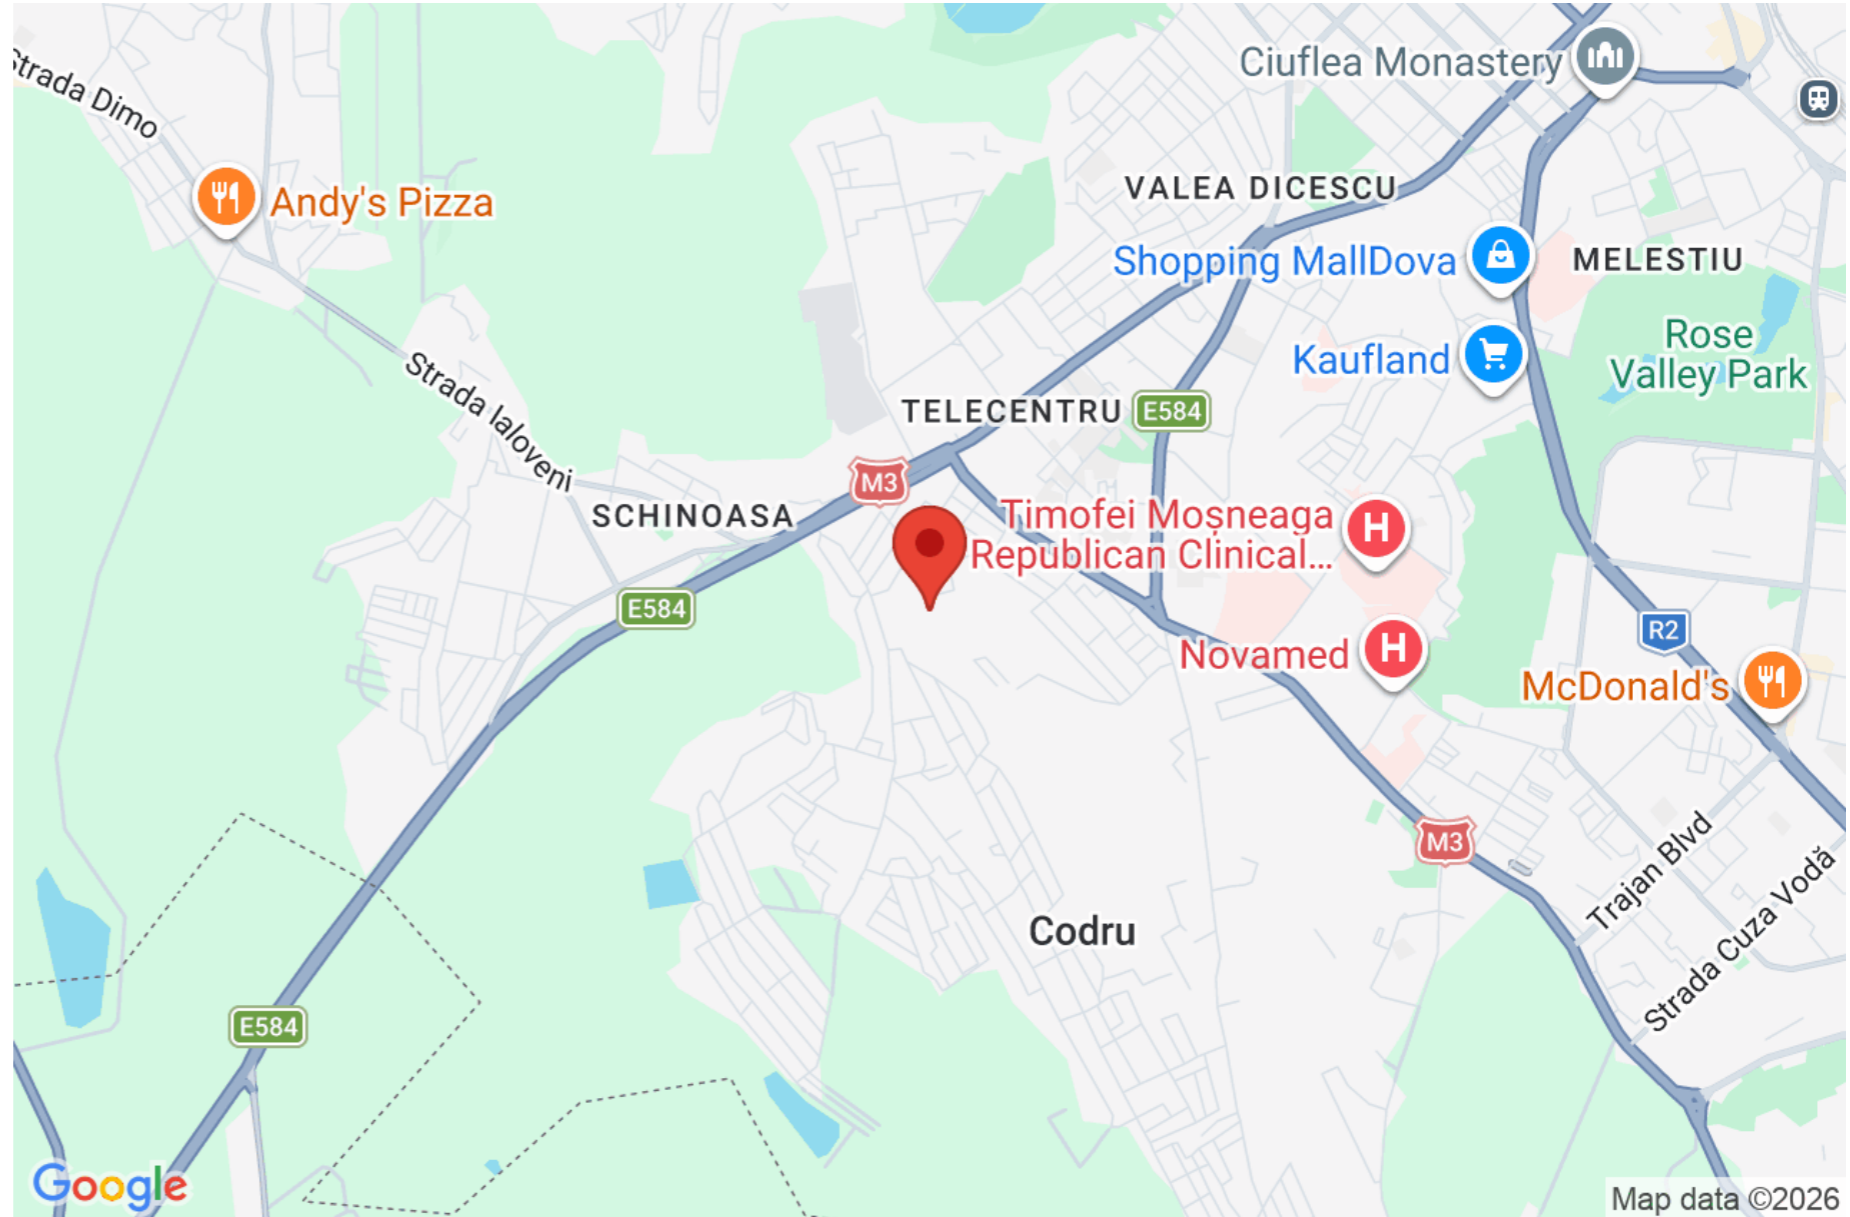 Ciuflea Monastery
Strada Dimo
VALEA DICESCU
Andy's Pizza
Shopping MallDova
MELESTIU
Rose
Valley Park
Kaufland
Strada Ialoveni
TELECENTRU
E584
M3
SCHINOASA
Timofei Moșneaga
Republican Clinical...
H
E584
R2
Novamed
H
McDonald's
M3
Trajan Blvd
Strada Cuza Vodă
Codru
E584
Google
Map data ©2026